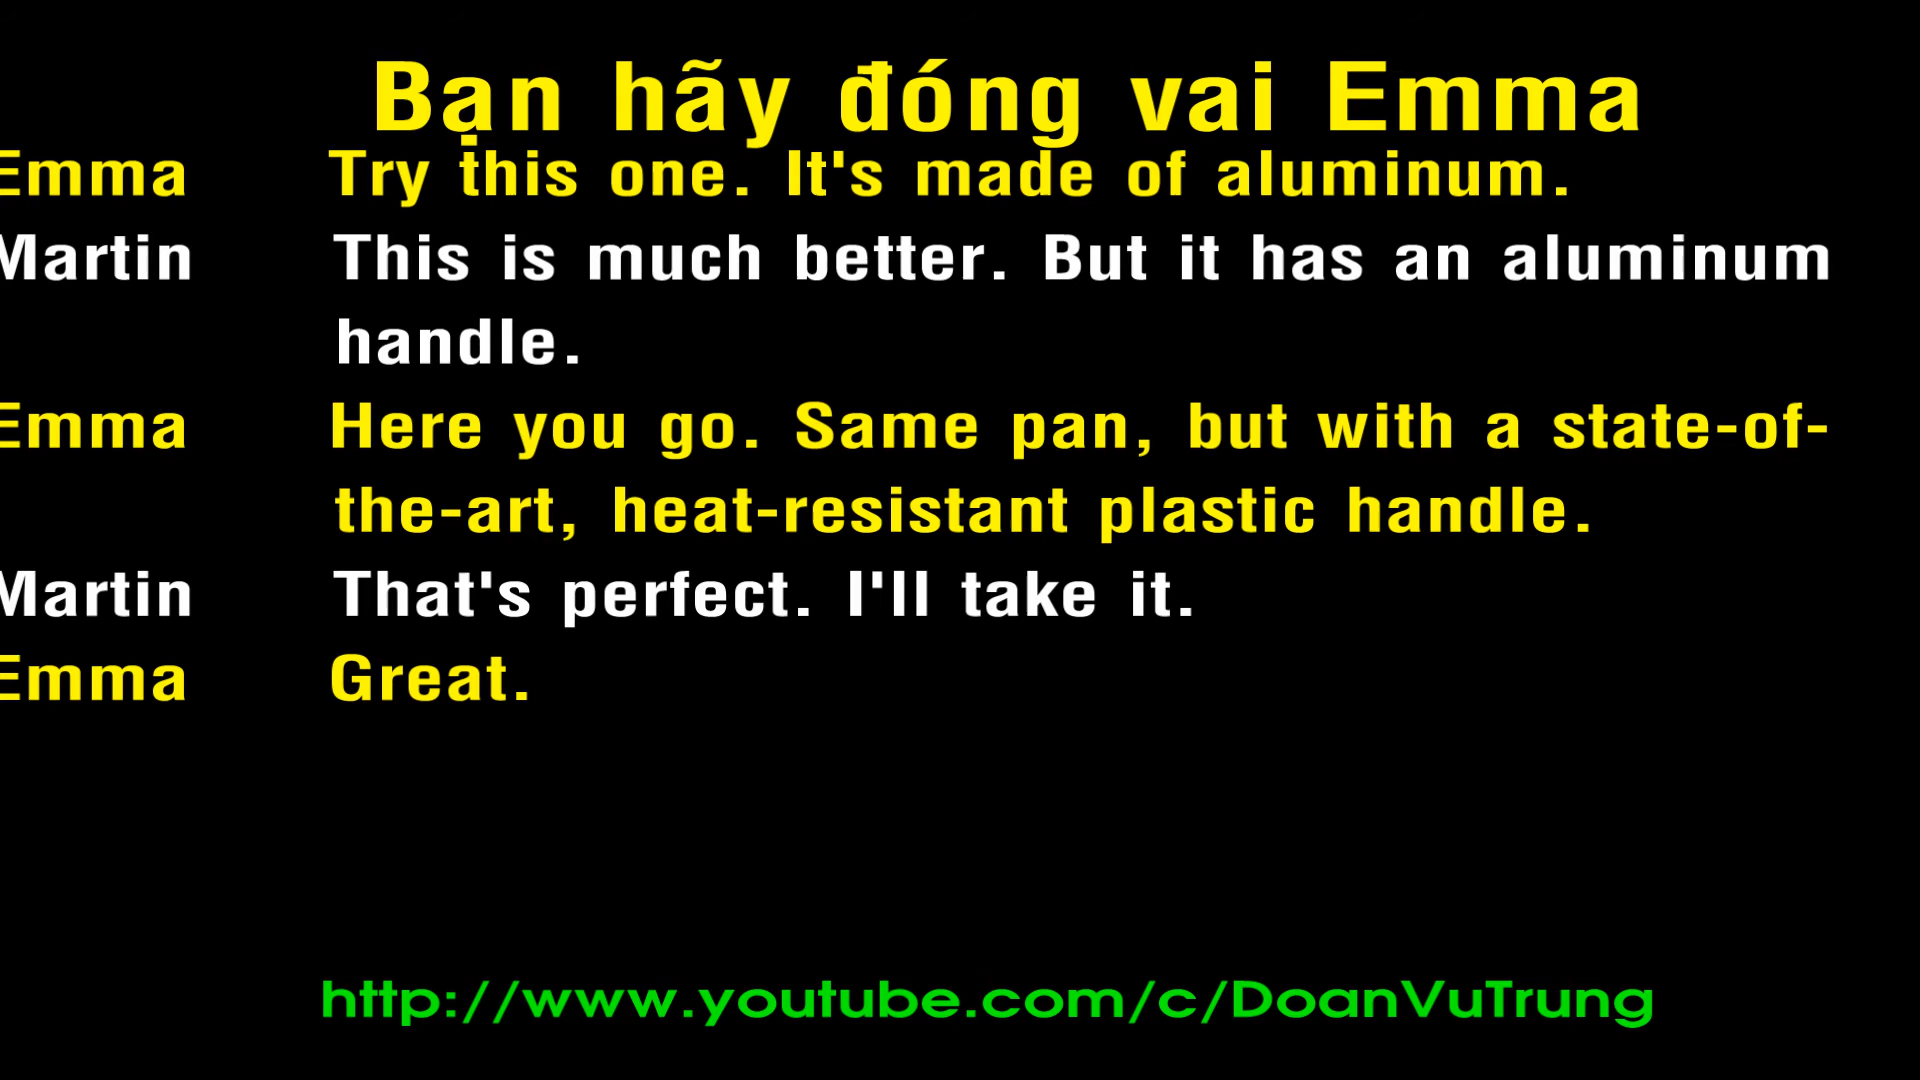 Bạn hãy đóng vai Emma
Emma Try this one. It's made of aluminum.
Martin This is much better. But it has an aluminum
handle.
Emma Here you go. Same pan, but with a state-of-
the-art, heat-resistant plastic handle.
Martin That's perfect. I'll take it.
Emma Great.
http://www.youtube.com/c/DoanVuTrung